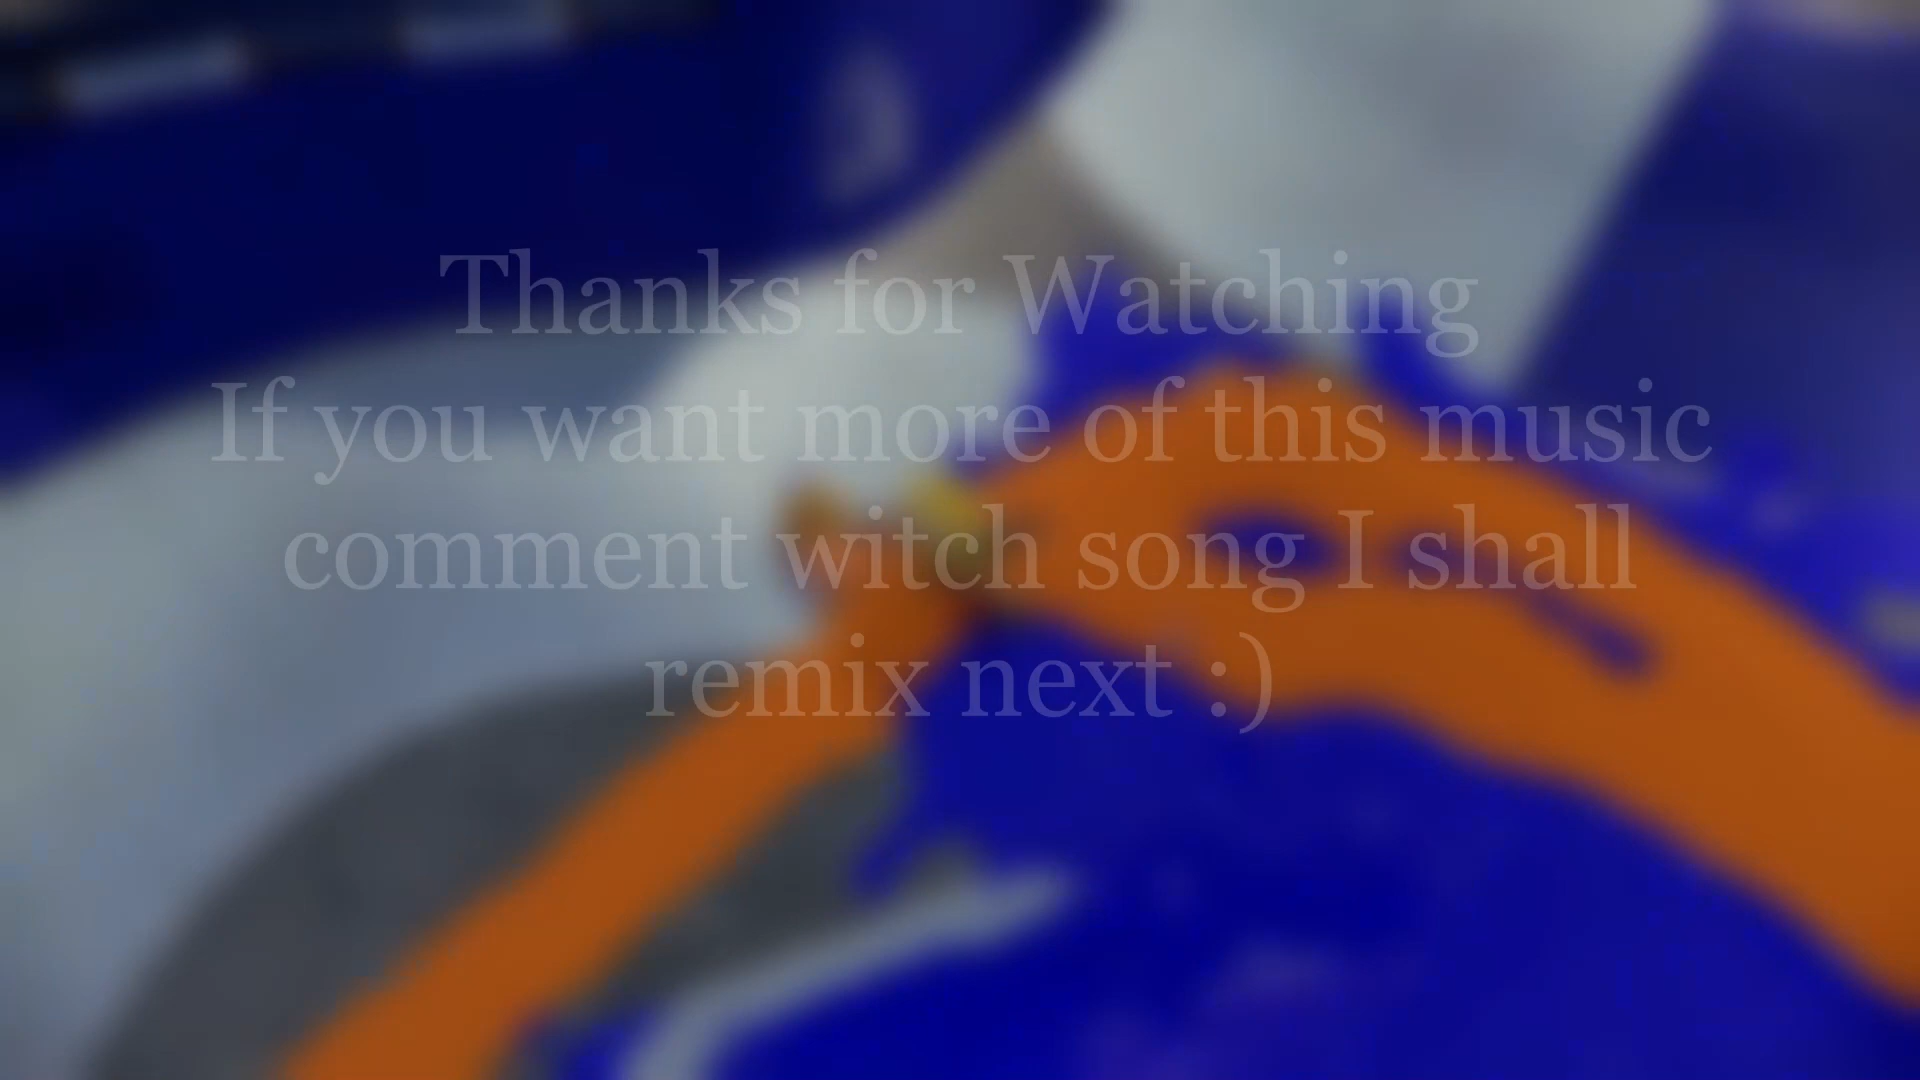 Thanks for Watching
If you want more of this music
comment witch song I shall
remix next :)